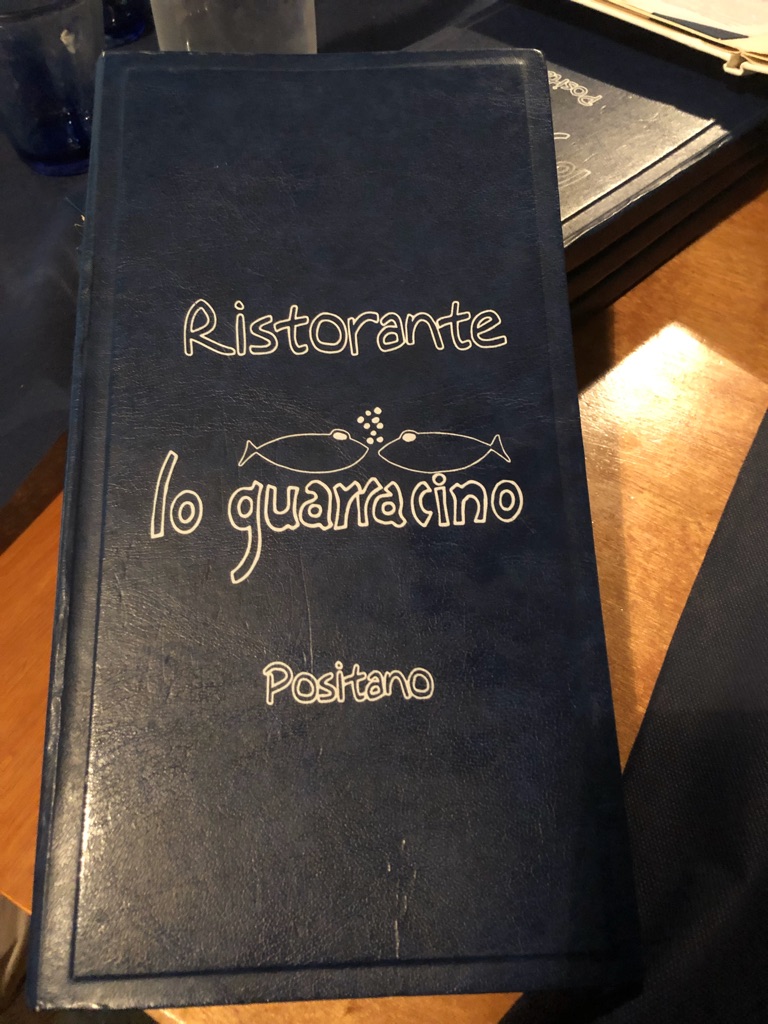 Ristorante
lo guarracino
Positano